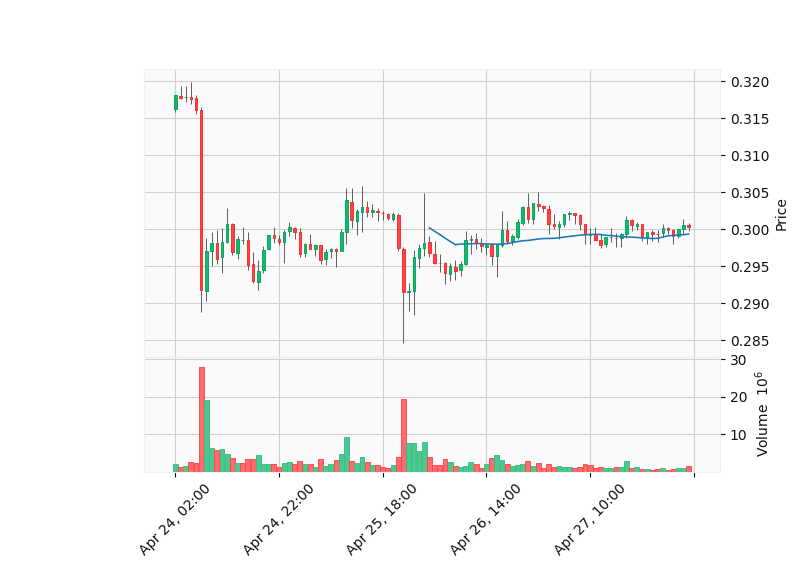 0.320
0.315
0.310
0.305
0.300
0.295
0.290
0.285
Price
30
20
10
Volume 10^6
Apr 24, 02:00
Apr 24, 22:00
Apr 25, 18:00
Apr 26, 14:00
Apr 27, 10:00